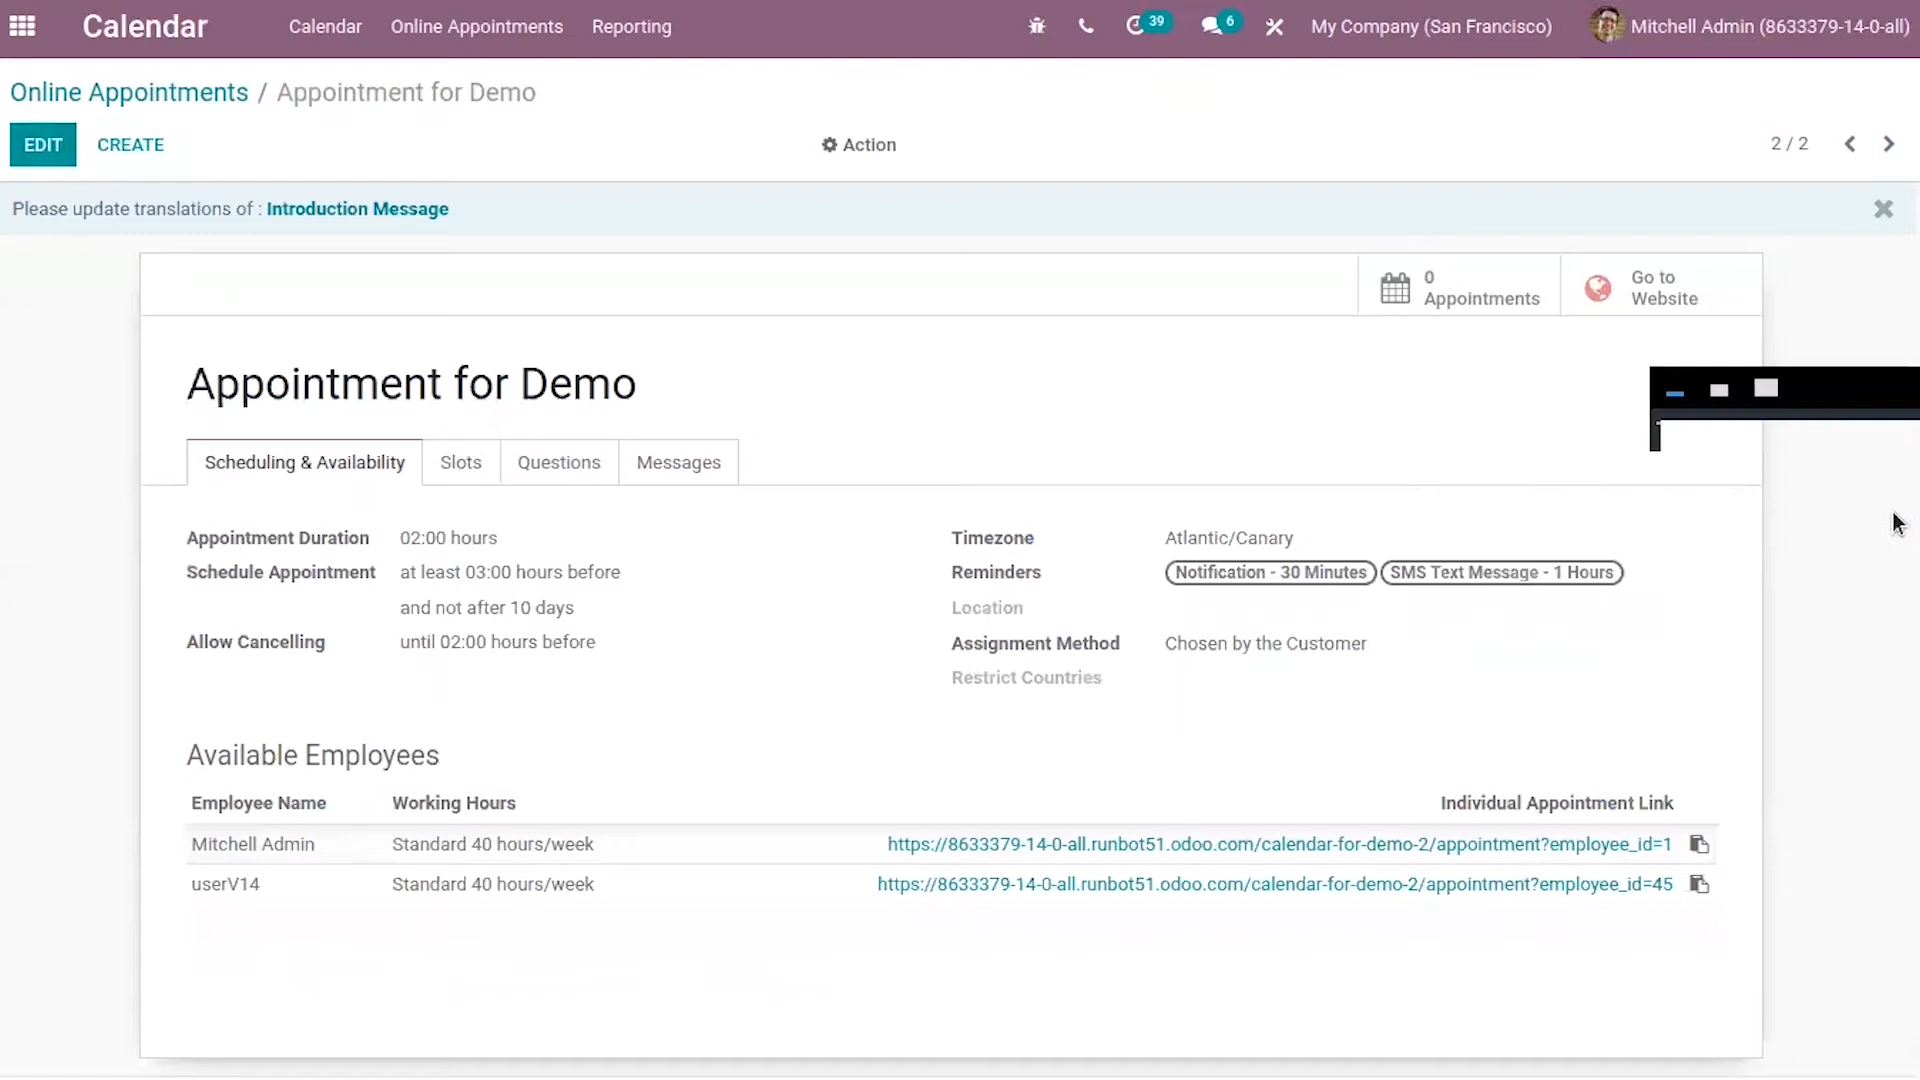 Calendar Calendar Online Appointments Reporting 39 6 My Company (San Francisco) Mitchell Admin (8633379-14-0-all)
Online Appointments / Appointment for Demo
EDIT CREATE Action 2 / 2
Please update translations of : Introduction Message
0 Appointments
Go to Website
Appointment for Demo
Scheduling & Availability Slots Questions Messages
Appointment Duration 02:00 hours
Schedule Appointment at least 03:00 hours before
and not after 10 days
Allow Cancelling until 02:00 hours before
Timezone Atlantic/Canary
Reminders Notification - 30 Minutes SMS Text Message - 1 Hours
Location
Assignment Method Chosen by the Customer
Restrict Countries
Available Employees
Employee Name Working Hours Individual Appointment Link
Mitchell Admin Standard 40 hours/week https://8633379-14-0-all.runbot51.odoo.com/calendar-for-demo-2/appointment?employee_id=1
userV14 Standard 40 hours/week https://8633379-14-0-all.runbot51.odoo.com/calendar-for-demo-2/appointment?employee_id=45